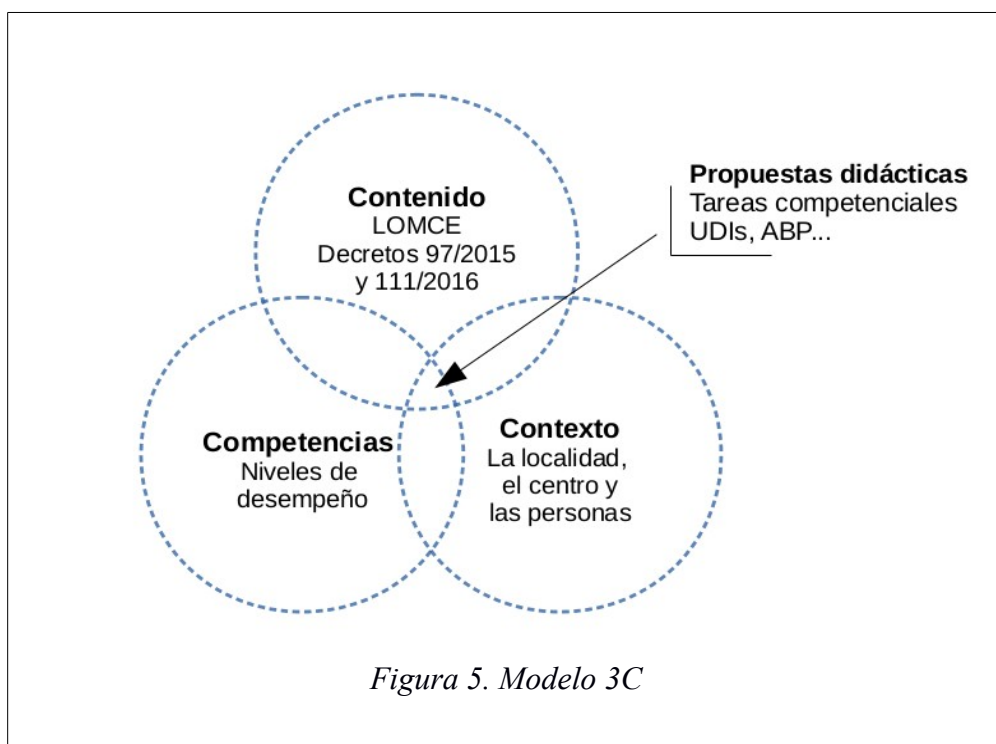 Contenido
LOMCE
Decretos 97/2015
y 111/2016
Propuestas didácticas
Tareas competenciales
UDIs, ABP...
Competencias
Niveles de
desempeño
Contexto
La localidad,
el centro y
las personas
Figura 5. Modelo 3C